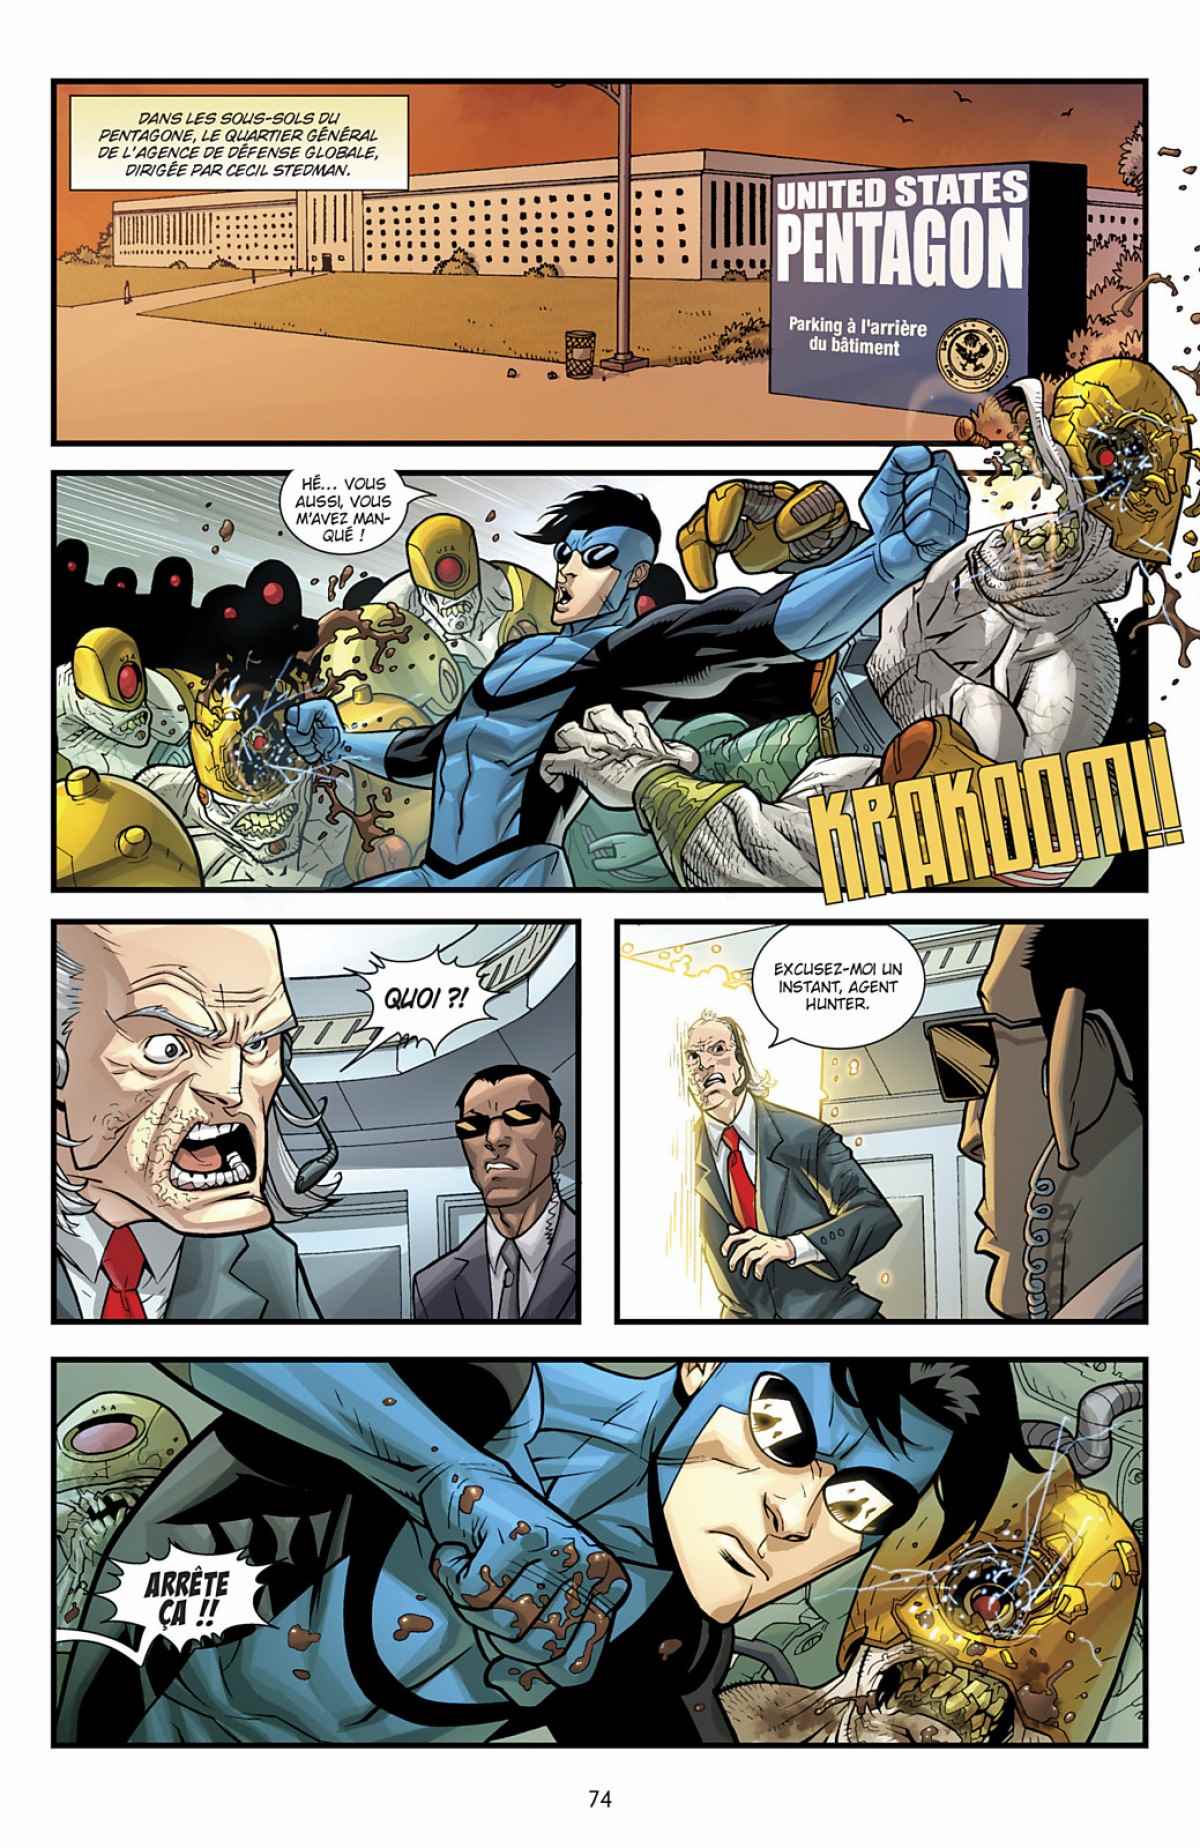 DANS LES SOUS-SOLS DU
PENTAGONE, LE QUARTIER GÉNÉRAL
DE L'AGENCE DE DÉFENSE GLOBALE,
DIRIGÉE PAR CECIL STEDMAN.
UNITED STATES
PENTAGON
Parking à l'arrière
du bâtiment
HÉ... VOUS
AUSSI, VOUS
M'AVEZ MAN-
QUÉ !
U.S.A
U.S.A
KRAKOOM!!
QUOI ?!
EXCUSEZ-MOI UN
INSTANT, AGENT
HUNTER.
U.S.A
ARRÊTE
ÇA !!
74